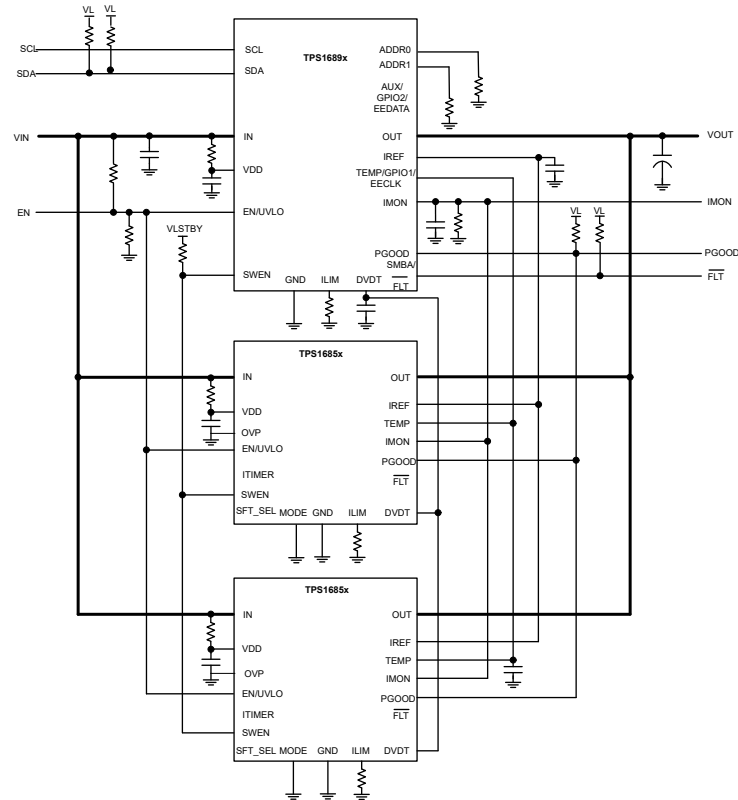 VL VL
SCL SCL TPS1689x ADDR0
SDA SDA ADDR1
AUX/
GPIO2/
EEDATA
VIN IN OUT VOUT
IREF
VDD TEMP/GPIO1/
EECLK
EN EN/UVLO IMON IMON
VLSTBY VL VL
PGOOD PGOOD
SMBA/
SWEN GND ILIM DVDT FLT FLT
TPS1685x
IN OUT
IREF
VDD
TEMP
OVP
EN/UVLO IMON
PGOOD
ITIMER
FLT
SWEN
SFT_SEL MODE GND ILIM DVDT
TPS1685x
IN OUT
IREF
VDD
TEMP
OVP
IMON
EN/UVLO
PGOOD
ITIMER FLT
SWEN
SFT_SEL MODE GND ILIM DVDT